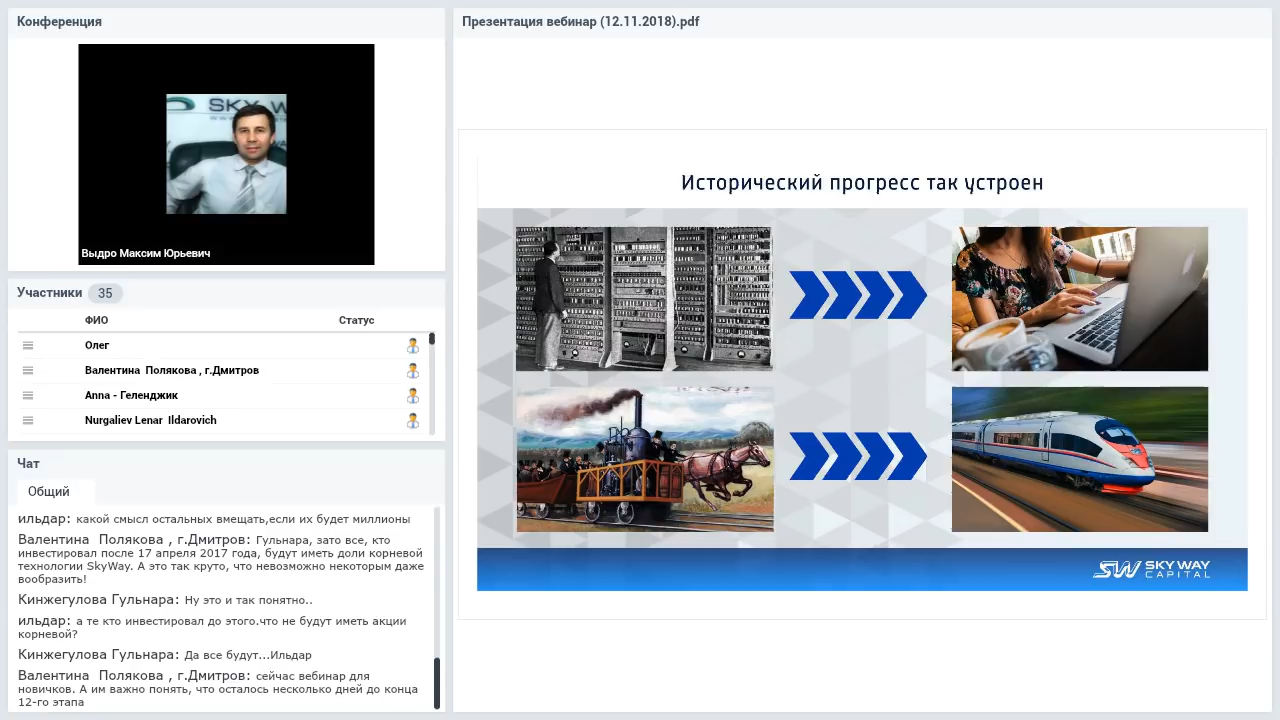 Конференция
SKY W
Выдро Максим Юрьевич
Участники 35
ФИО Статус
Олег
Валентина Полякова , г.Дмитров
Anna - Геленджик
Nurgaliev Lenar Ildarovich
Чат
Общий
ильдар: какой смысл остальных вмещать,если их будет миллионы
Валентина Полякова , г.Дмитров: Гульнара, зато все, кто
инвестировал после 17 апреля 2017 года, будут иметь доли корневой
технологии SkyWay. А это так круто, что невозможно некоторым даже
вообразить!
Кинжегулова Гульнара: Ну это и так понятно..
ильдар: а те кто инвестировал до этого.что не будут иметь акции
корневой?
Кинжегулова Гульнара: Да все будут...Ильдар
Валентина Полякова , г.Дмитров: сейчас вебинар для
новичков. А им важно понять, что осталось несколько дней до конца
12-го этапа
Презентация вебинар (12.11.2018).pdf
Исторический прогресс так устроен
SW SKY WAY
CAPITAL